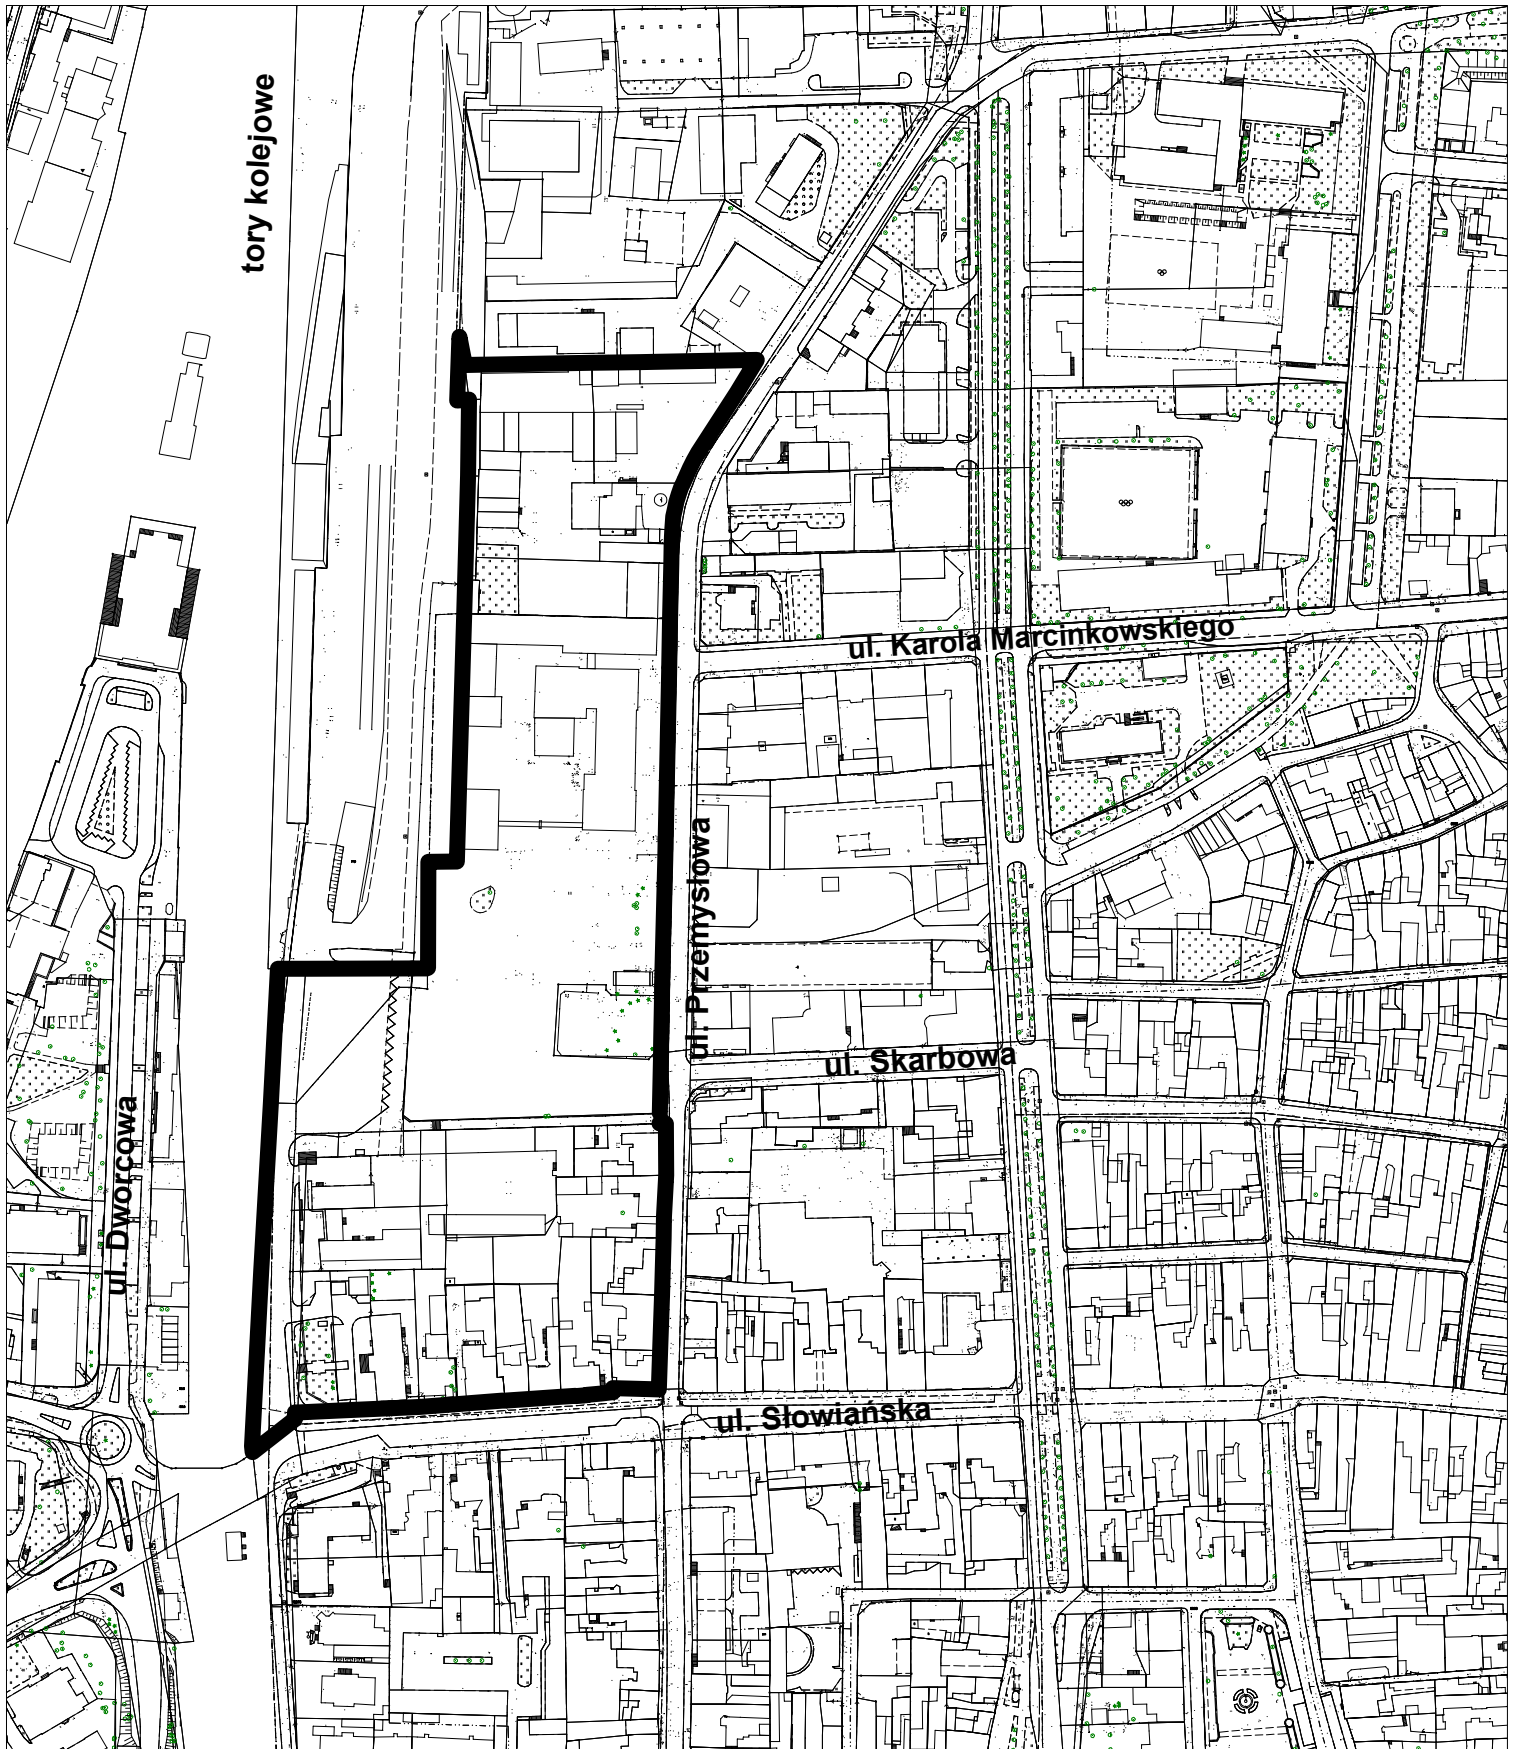 tory kolejowe
ul. Karola Marcinkowskiego
ul. Przemysłowa
ul. Skarbowa
ul. Dworcowa
ul. Słowiańska